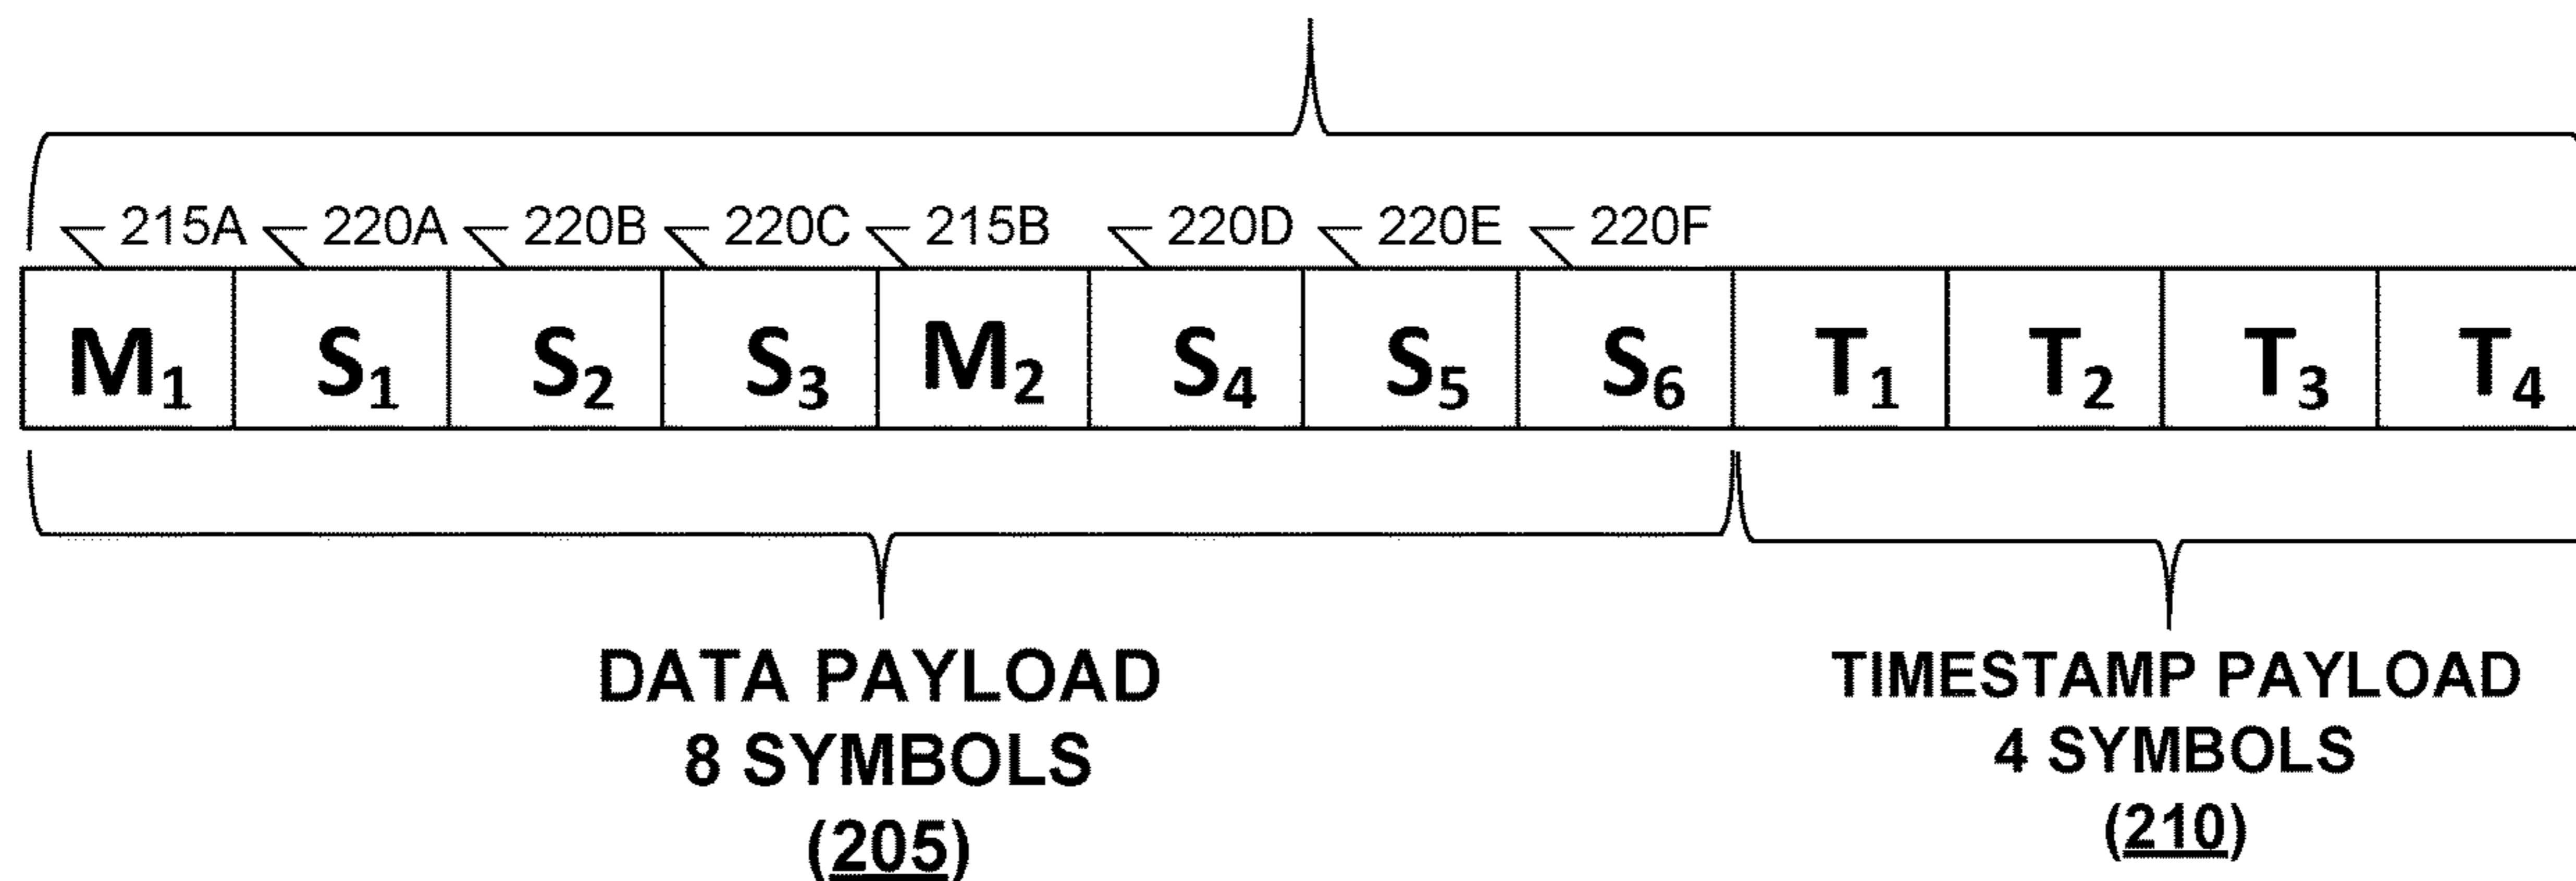 215A 220A 220B 220C 215B 220D 220E 220F
M₁ S₁ S₂ S₃ M₂ S₄ S₅ S₆ T₁ T₂ T₃ T₄
DATA PAYLOAD
8 SYMBOLS
(205)
TIMESTAMP PAYLOAD
4 SYMBOLS
(210)